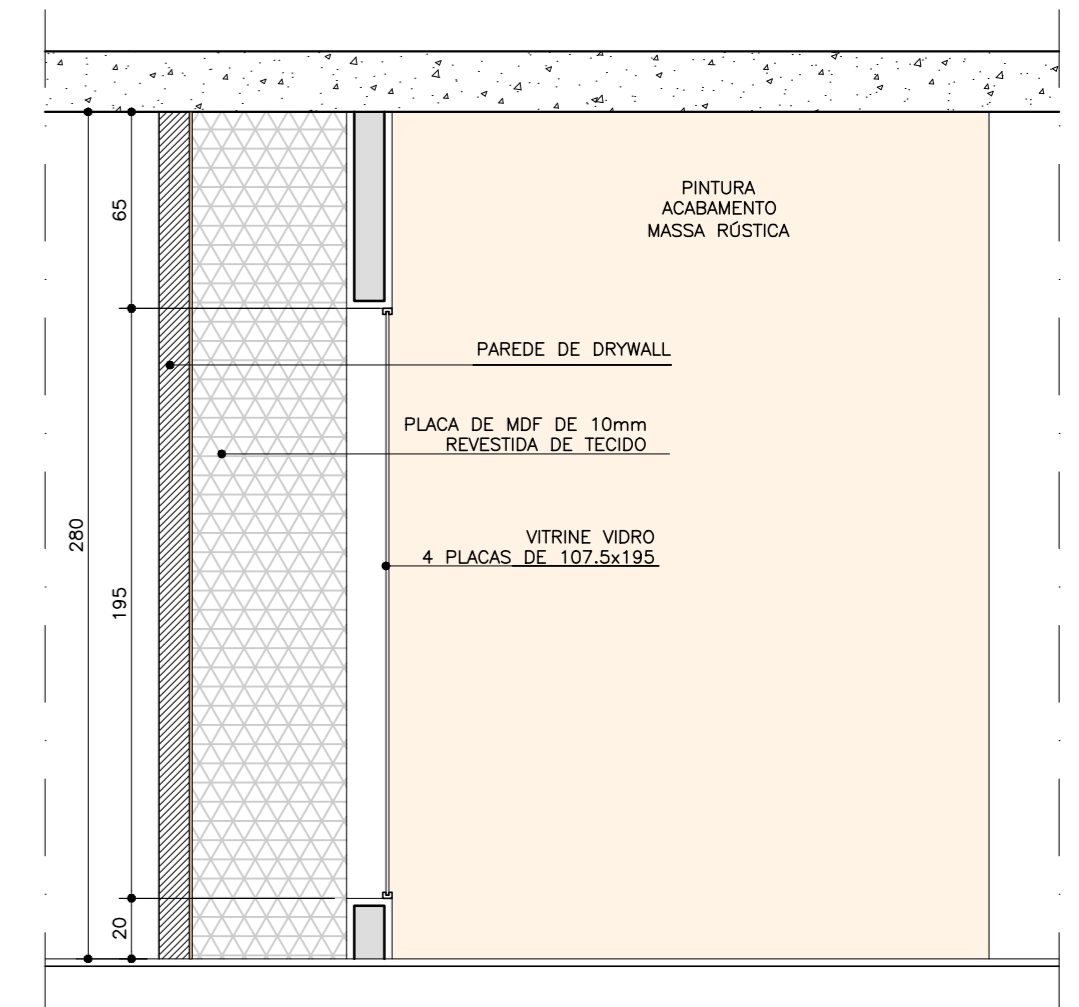 PINTURA
ACABAMENTO
MASSA RÚSTICA
65
PAREDE DE DRYWALL
PLACA DE MDF DE 10mm
REVESTIDA DE TECIDO
280
VITRINE VIDRO
4 PLACAS DE 107.5x195
195
20